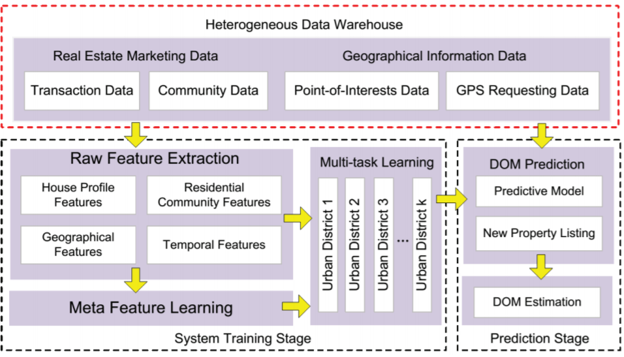 Heterogeneous Data Warehouse
Real Estate Marketing Data
Geographical Information Data
Transaction Data
Community Data
Point-of-Interests Data
GPS Requesting Data
Raw Feature Extraction
House Profile
Features
Residential
Community Features
Geographical
Features
Temporal Features
Meta Feature Learning
Multi-task Learning
Urban District 1
Urban District 2
Urban District 3
...
Urban District k
System Training Stage
DOM Prediction
Predictive Model
New Property Listing
DOM Estimation
Prediction Stage